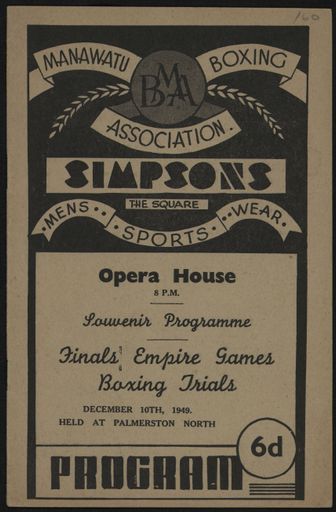 160
MANAWATU BOXING
BMA
ASSOCIATION.
SIMPSONS
THE SQUARE
MENS • • • SPORTS • • • WEAR •
Opera House
8 P.M.
Souvenir Programme
Finals Empire Games
Boxing Trials
DECEMBER 10TH, 1949.
HELD AT PALMERSTON NORTH
6d
PROGRAM